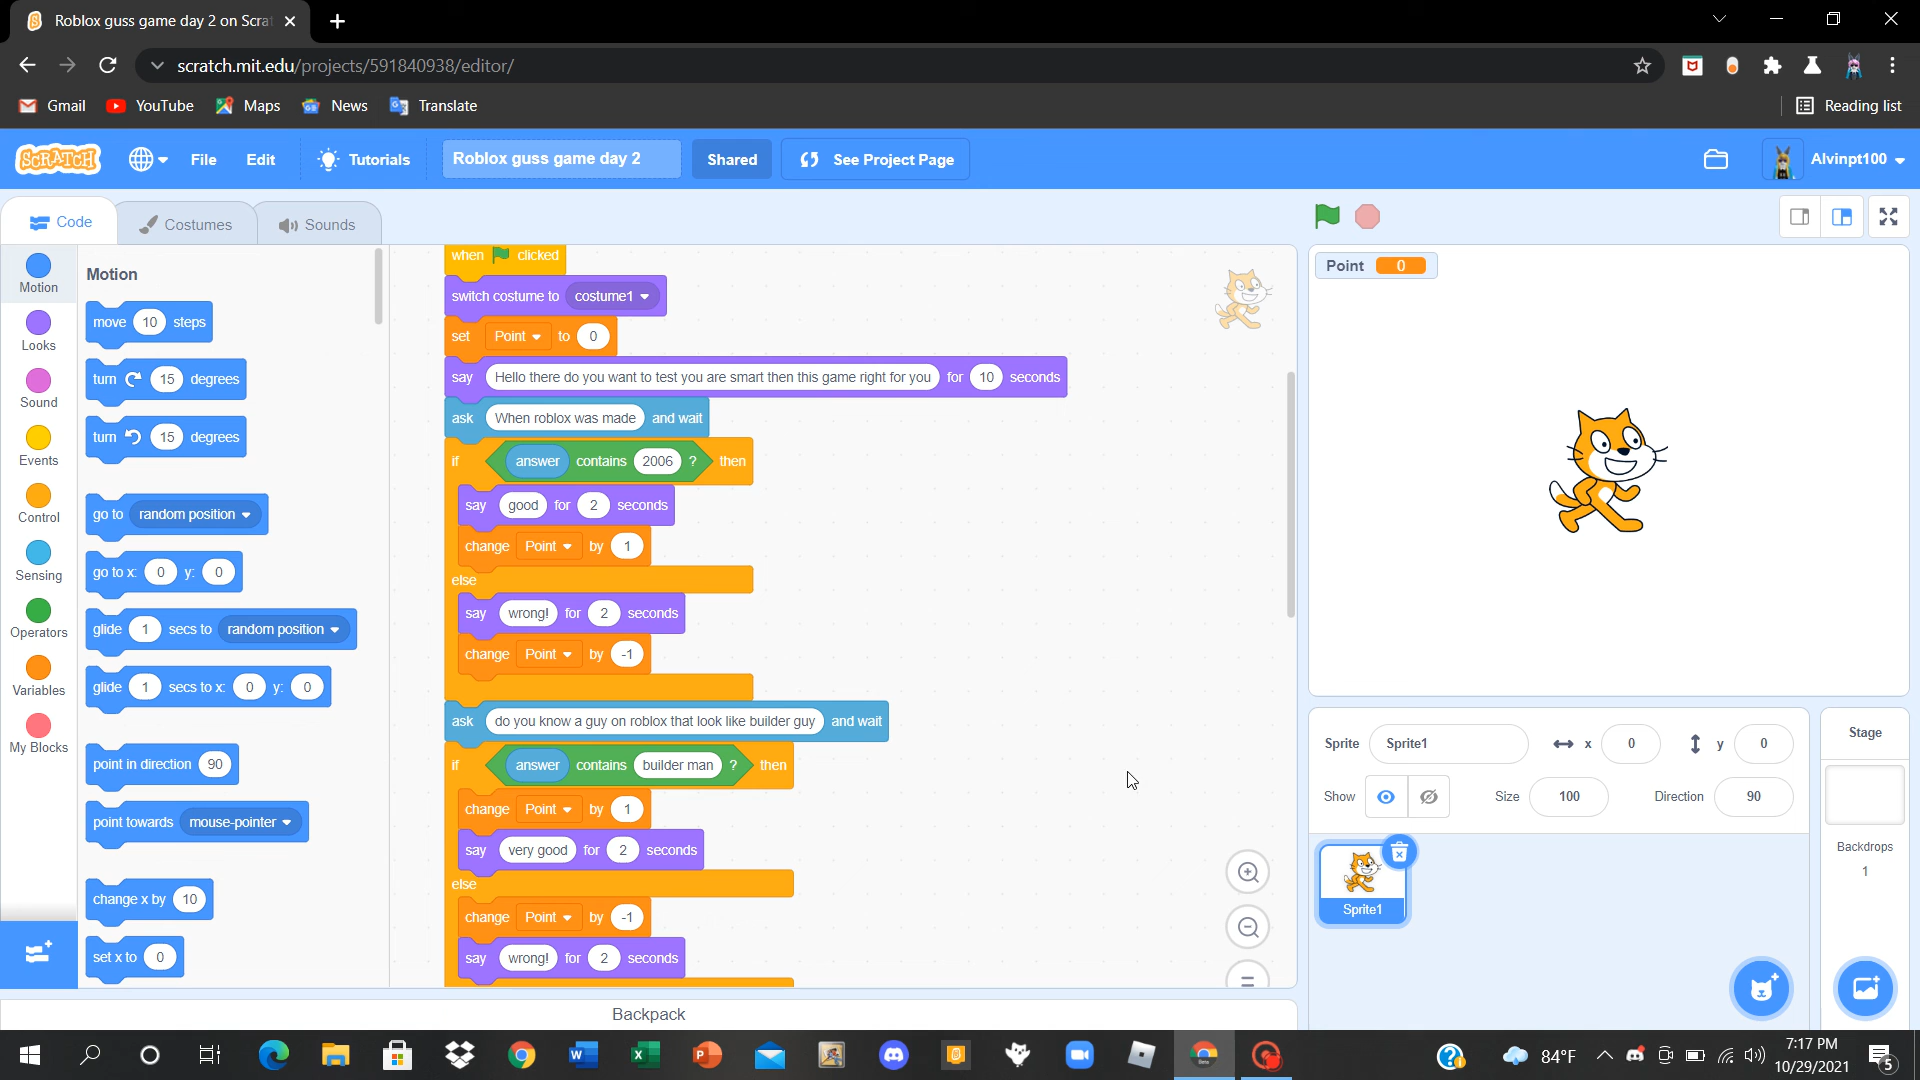 Roblox guss game day 2 on Scra
scratch.mit.edu/projects/591840938/editor/
Gmail YouTube Maps News Translate Reading list
SCRATCH File Edit Tutorials Roblox guss game day 2 Shared See Project Page Alvinpt100
Code Costumes Sounds
Motion
Looks
Sound
Events
Control
Sensing
Operators
Variables
My Blocks
Motion
move 10 steps
turn 15 degrees
turn 15 degrees
go to random position
go to x: 0 y: 0
glide 1 secs to random position
glide 1 secs to x: 0 y: 0
point in direction 90
point towards mouse-pointer
change x by 10
set x to 0
when clicked
switch costume to costume1
set Point to 0
say Hello there do you want to test you are smart then this game right for you for 10 seconds
ask When roblox was made and wait
if answer contains 2006 ? then
say good for 2 seconds
change Point by 1
else
say wrong! for 2 seconds
change Point by -1
ask do you know a guy on roblox that look like builder guy and wait
if answer contains builder man ? then
change Point by 1
say very good for 2 seconds
else
change Point by -1
say wrong! for 2 seconds
Backpack
Point 0
Sprite Sprite1 x 0 y 0
Show Size 100 Direction 90
Sprite1
Stage
Backdrops
1
84°F
7:17 PM
10/29/2021
5